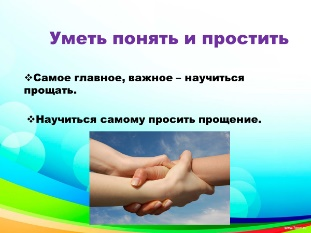 Уметь понять и простить
❖Самое главное, важное – научиться
прощать.
❖Научиться самому просить прощение.